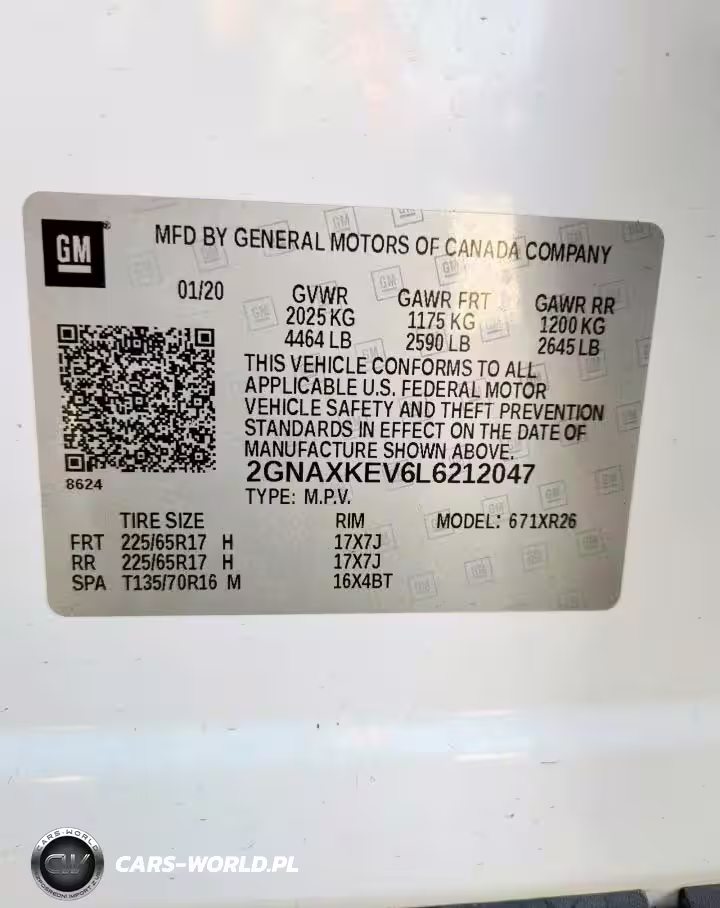 GM
MFD BY GENERAL MOTORS OF CANADA COMPANY
01/20 GVWR GAWR FRT GAWR RR
2025 KG 1175 KG 1200 KG
4464 LB 2590 LB 2645 LB
THIS VEHICLE CONFORMS TO ALL
APPLICABLE U.S. FEDERAL MOTOR
VEHICLE SAFETY AND THEFT PREVENTION
STANDARDS IN EFFECT ON THE DATE OF
MANUFACTURE SHOWN ABOVE.
2GNAXKEV6L6212047
8624
TYPE: M.P.V.
TIRE SIZE RIM MODEL: 671XR26
FRT 225/65R17 H 17X7J
RR 225/65R17 H 17X7J
SPA T135/70R16 M 16X4BT
CARS-WORLD
CW
CARS-WORLD.PL